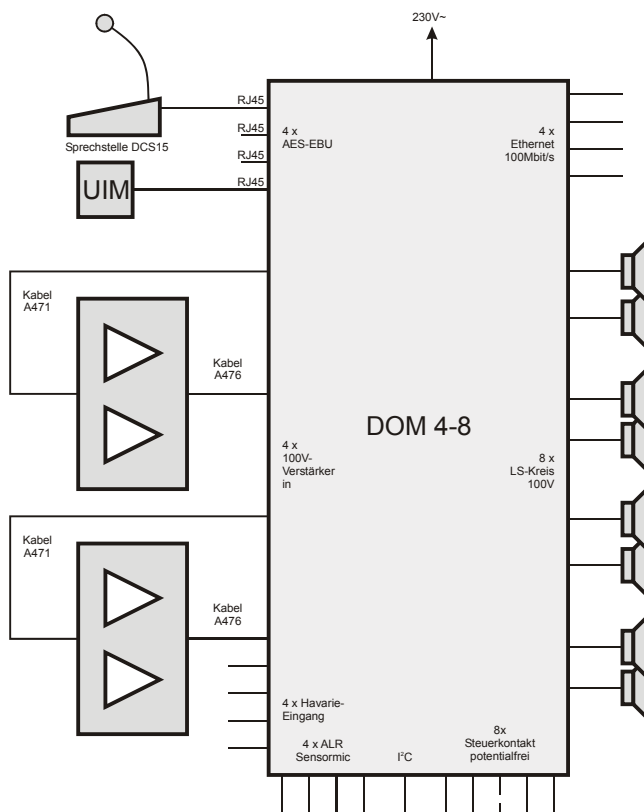 230V~
RJ45
4 x
AES-EBU
RJ45
RJ45
RJ45
4 x
Ethernet
100Mbit/s
Sprechstelle DCS15
UIM
Kabel
A471
Kabel
A476
DOM 4-8
4 x
100V-
Verstärker
in
8 x
LS-Kreis
100V
Kabel
A471
Kabel
A476
4 x Havarie-
Eingang
4 x ALR
Sensormic
I²C
8x
Steuerkontakt
potentialfrei